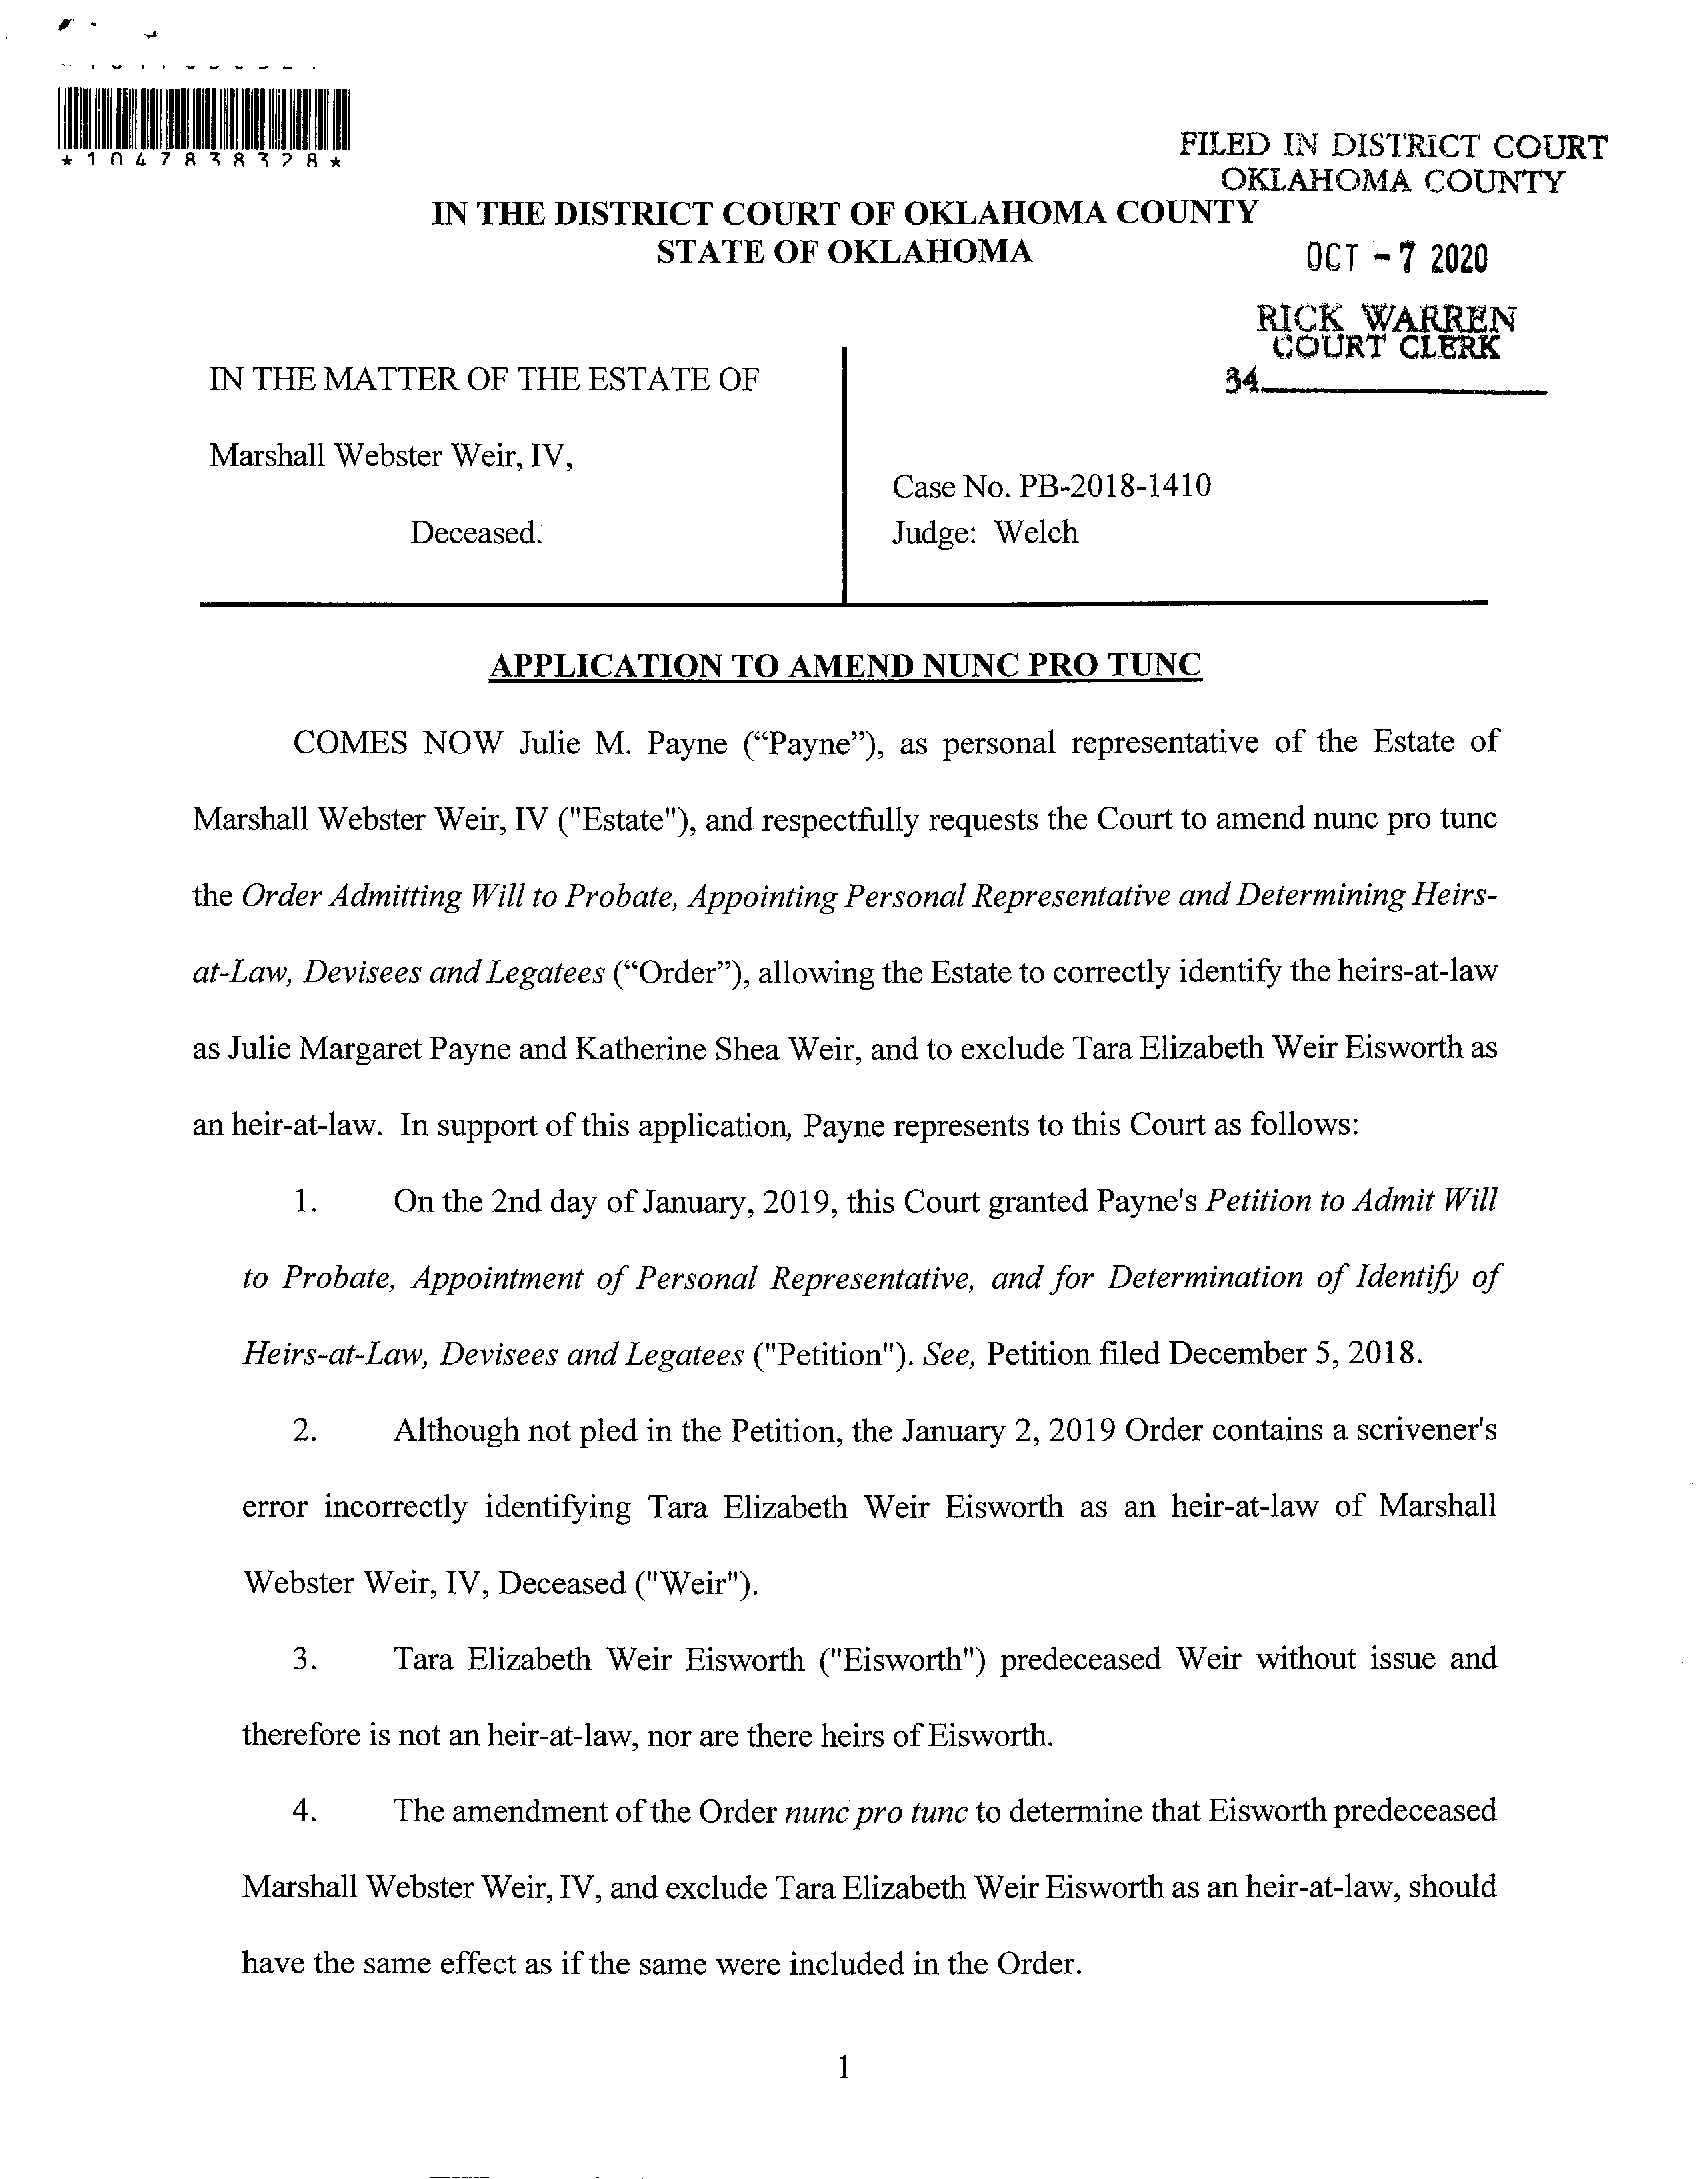 *1047838328*
FILED IN DISTRICT COURT
OKLAHOMA COUNTY
IN THE DISTRICT COURT OF OKLAHOMA COUNTY
STATE OF OKLAHOMA
OCT - 7 2020
RICK WARREN
COURT CLERK
34
IN THE MATTER OF THE ESTATE OF
Marshall Webster Weir, IV,
Deceased.
Case No. PB-2018-1410
Judge: Welch
APPLICATION TO AMEND NUNC PRO TUNC
COMES NOW Julie M. Payne (“Payne”), as personal representative of the Estate of
Marshall Webster Weir, IV ("Estate"), and respectfully requests the Court to amend nunc pro tunc
the Order Admitting Will to Probate, Appointing Personal Representative and Determining Heirs-
at-Law, Devisees and Legatees (“Order”), allowing the Estate to correctly identify the heirs-at-law
as Julie Margaret Payne and Katherine Shea Weir, and to exclude Tara Elizabeth Weir Eisworth as
an heir-at-law. In support of this application, Payne represents to this Court as follows:
1. On the 2nd day of January, 2019, this Court granted Payne's Petition to Admit Will
to Probate, Appointment of Personal Representative, and for Determination of Identify of
Heirs-at-Law, Devisees and Legatees ("Petition"). See, Petition filed December 5, 2018.
2. Although not pled in the Petition, the January 2, 2019 Order contains a scrivener's
error incorrectly identifying Tara Elizabeth Weir Eisworth as an heir-at-law of Marshall
Webster Weir, IV, Deceased ("Weir").
3. Tara Elizabeth Weir Eisworth ("Eisworth") predeceased Weir without issue and
therefore is not an heir-at-law, nor are there heirs of Eisworth.
4. The amendment of the Order nunc pro tunc to determine that Eisworth predeceased
Marshall Webster Weir, IV, and exclude Tara Elizabeth Weir Eisworth as an heir-at-law, should
have the same effect as if the same were included in the Order.
1